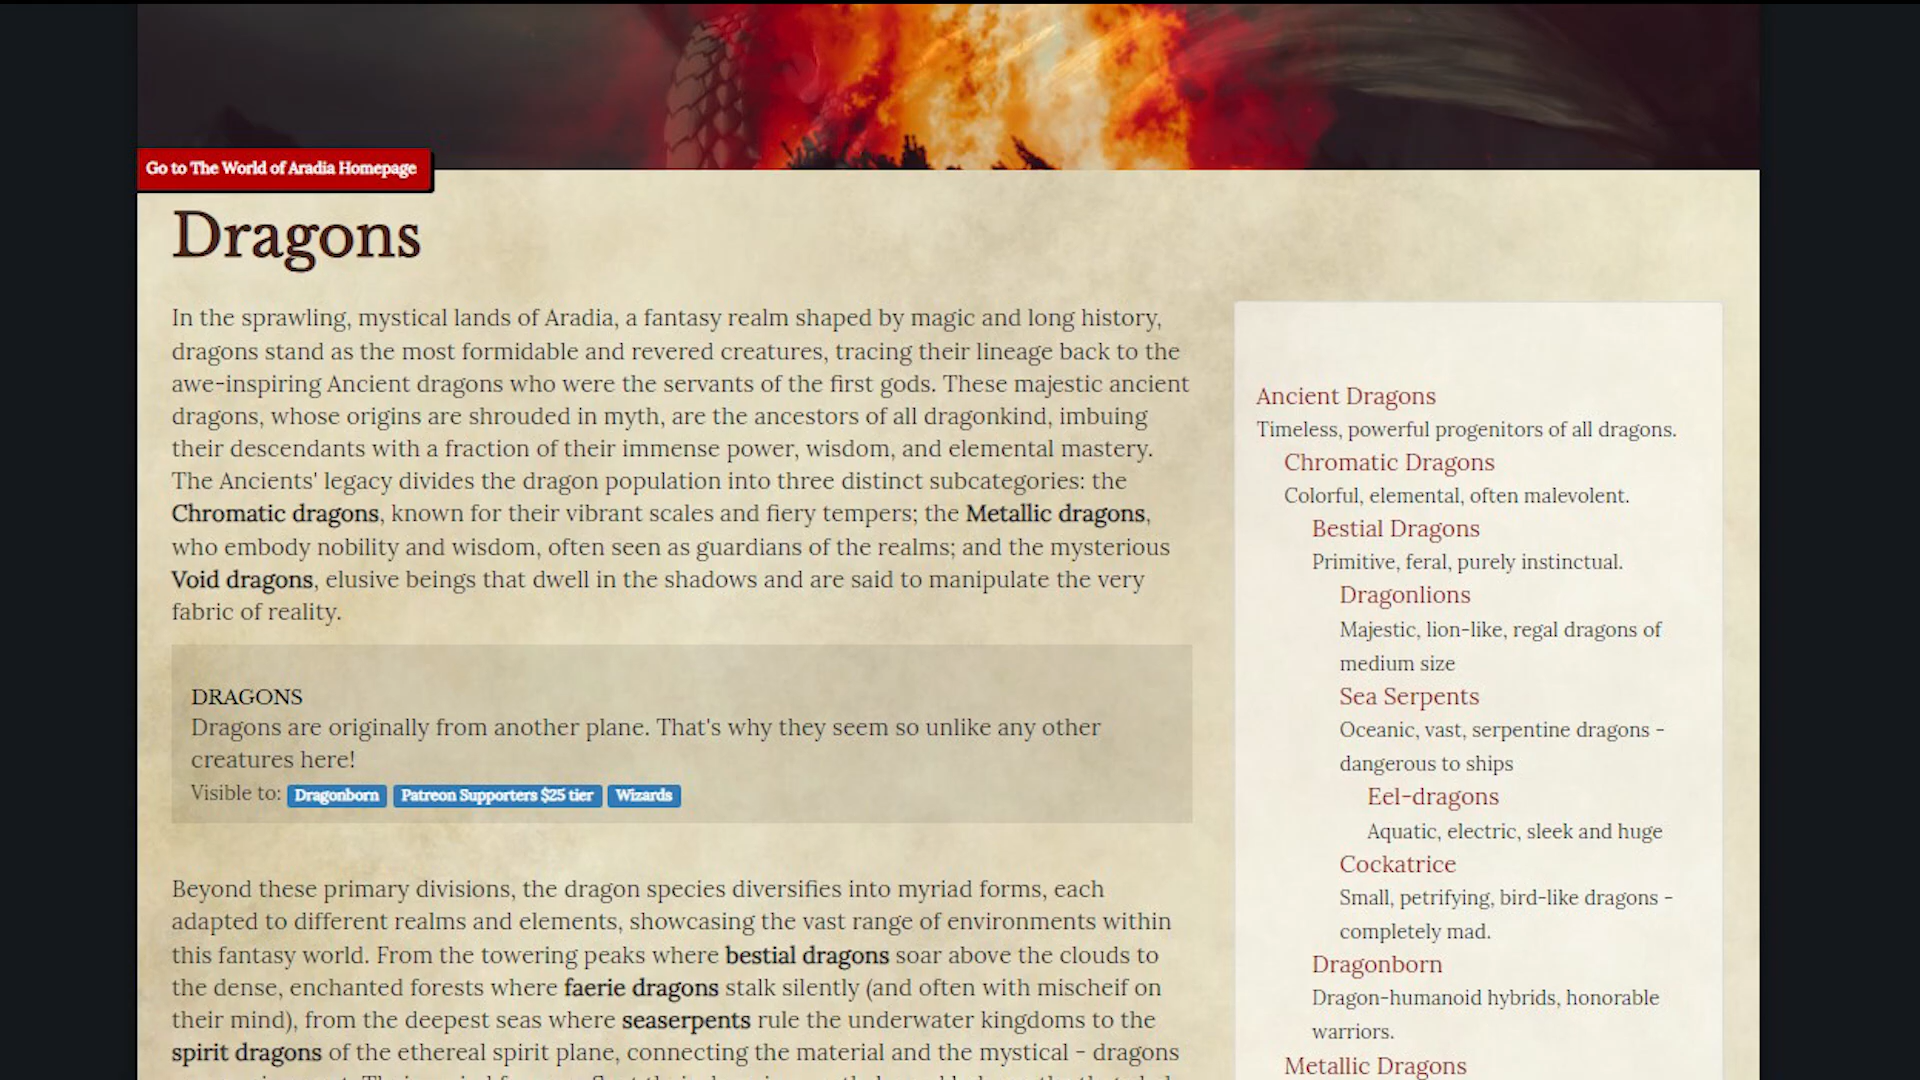 Go to The World of Aradia Homepage
Dragons
In the sprawling, mystical lands of Aradia, a fantasy realm shaped by magic and long history,
dragons stand as the most formidable and revered creatures, tracing their lineage back to the
awe-inspiring Ancient dragons who were the servants of the first gods. These majestic ancient
dragons, whose origins are shrouded in myth, are the ancestors of all dragonkind, imbuing
their descendants with a fraction of their immense power, wisdom, and elemental mastery.
The Ancients' legacy divides the dragon population into three distinct subcategories: the
Chromatic dragons, known for their vibrant scales and fiery tempers; the Metallic dragons,
who embody nobility and wisdom, often seen as guardians of the realms; and the mysterious
Void dragons, elusive beings that dwell in the shadows and are said to manipulate the very
fabric of reality.
DRAGONS
Dragons are originally from another plane. That's why they seem so unlike any other
creatures here!
Visible to: Dragonborn Patreon Supporters $25 tier Wizards
Beyond these primary divisions, the dragon species diversifies into myriad forms, each
adapted to different realms and elements, showcasing the vast range of environments within
this fantasy world. From the towering peaks where bestial dragons soar above the clouds to
the dense, enchanted forests where faerie dragons stalk silently (and often with mischeif on
their mind), from the deepest seas where seaserpents rule the underwater kingdoms to the
spirit dragons of the ethereal spirit plane, connecting the material and the mystical - dragons
Ancient Dragons
Timeless, powerful progenitors of all dragons.
Chromatic Dragons
Colorful, elemental, often malevolent.
Bestial Dragons
Primitive, feral, purely instinctual.
Dragonlions
Majestic, lion-like, regal dragons of
medium size
Sea Serpents
Oceanic, vast, serpentine dragons -
dangerous to ships
Eel-dragons
Aquatic, electric, sleek and huge
Cockatrice
Small, petrifying, bird-like dragons -
completely mad.
Dragonborn
Dragon-humanoid hybrids, honorable
warriors.
Metallic Dragons